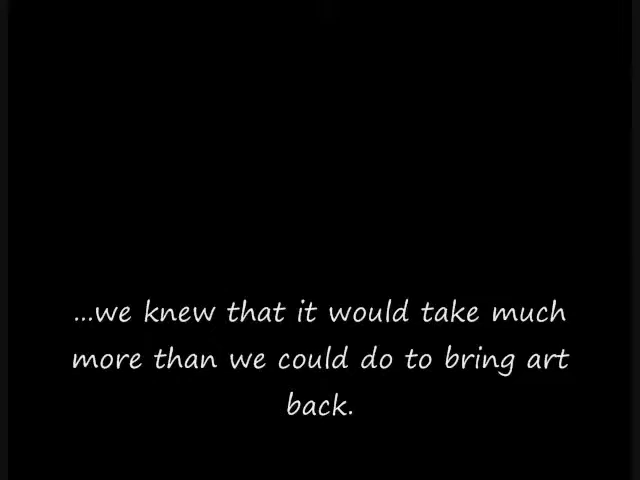 ...we knew that it would take much
more than we could do to bring art
back.